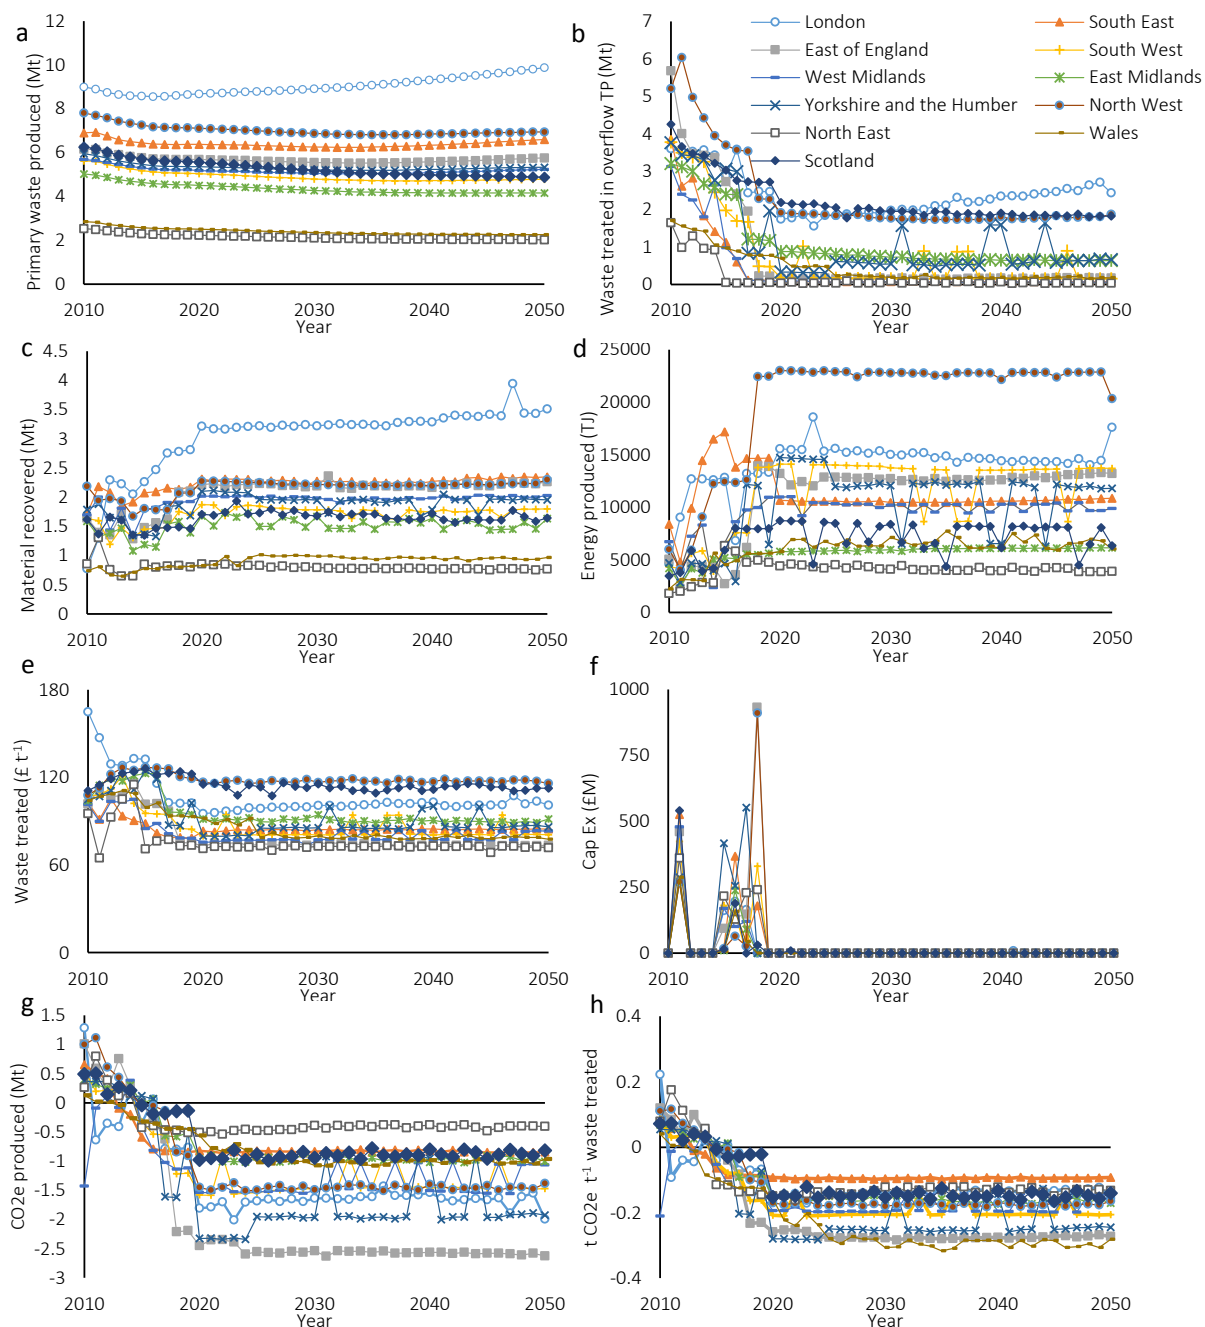 a
Primary waste produced (Mt)
12
10
8
6
4
2
0
2010 2020 2030 2040 2050
Year
b
Waste treated in overflow TP (Mt)
7
6
5
4
3
2
1
0
2010 2020 2030 2040 2050
Year
London South East
East of England South West
West Midlands East Midlands
Yorkshire and the Humber North West
North East Wales
Scotland
c
Material recovered (Mt)
4.5
4
3.5
3
2.5
2
1.5
1
0.5
0
2010 2020 2030 2040 2050
Year
d
Energy produced (TJ)
25000
20000
15000
10000
5000
0
2010 2020 2030 2040 2050
Year
e
Waste treated (£ t-1)
180
120
60
0
2010 2020 2030 2040 2050
Year
f
Cap Ex (£M)
1000
750
500
250
0
2010 2020 2030 2040 2050
Year
g
CO2e produced (Mt)
1.5
1
0.5
0
-0.5
-1
-1.5
-2
-2.5
-3
2010 2020 2030 2040 2050
Year
h
t CO2e t-1 waste treated
0.4
0.2
0
-0.2
-0.4
2010 2020 2030 2040 2050
Year